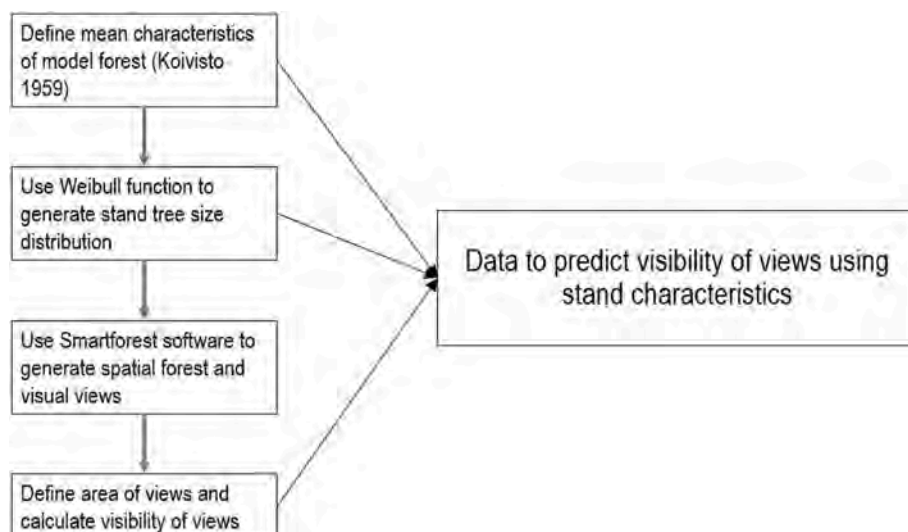 Define mean characteristics
of model forest (Koivisto
1959)
Use Weibull function to
generate stand tree size
distribution
Data to predict visibility of views using
stand characteristics
Use Smartforest software to
generate spatial forest and
visual views
Define area of views and
calculate visibility of views